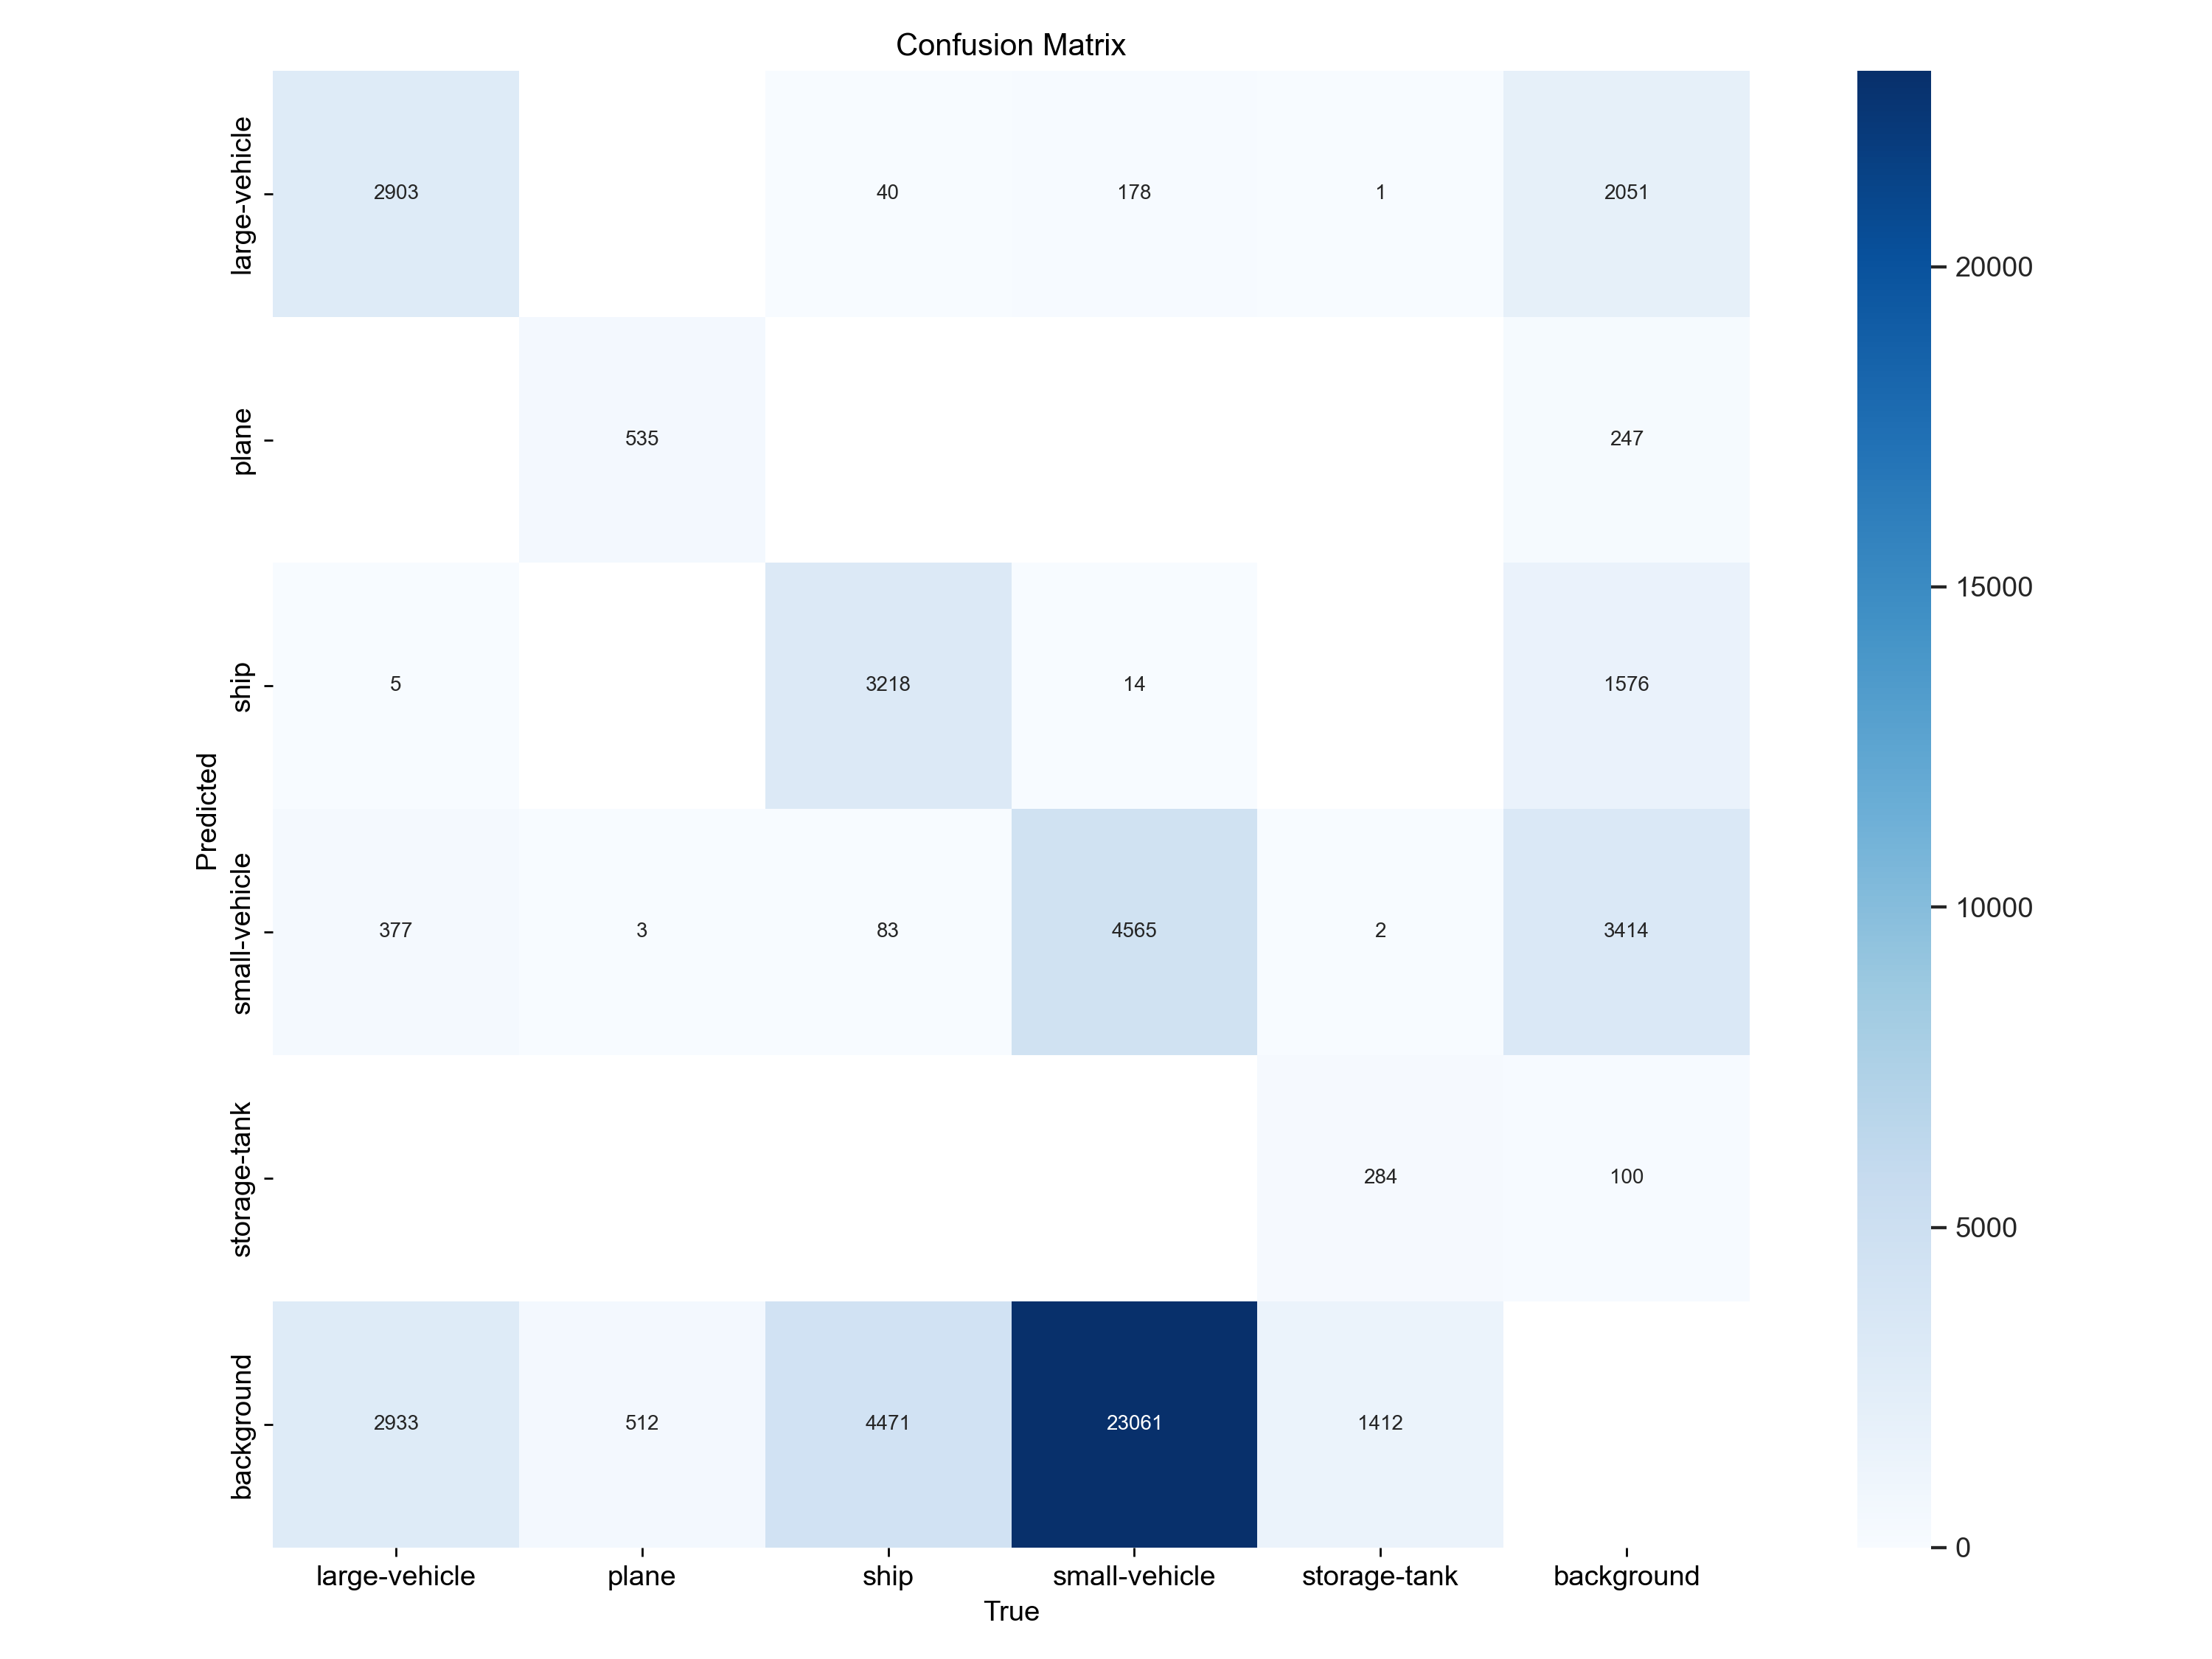 Confusion Matrix
large-vehicle
2903
40
178
1
2051
plane
535
247
ship
5
3218
14
1576
small-vehicle
377
3
83
4565
2
3414
storage-tank
284
100
background
2933
512
4471
23061
1412
Predicted
large-vehicle
plane
ship
small-vehicle
storage-tank
background
True
20000
15000
10000
5000
0